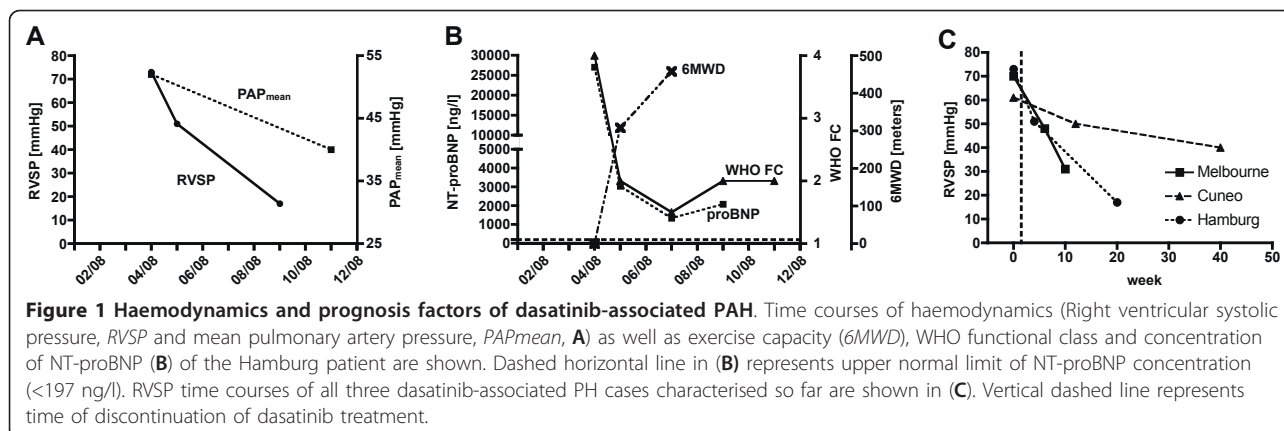 A
RVSP [mmHg]
80
70
60
50
40
30
20
10
0
PAPmean
RVSP
55
45
35
25
PAPmean [mmHg]
02/08
04/08
06/08
08/08
10/08
12/08
B
NT-proBNP [ng/l]
30000
25000
20000
15000
10000
5000
4000
3000
2000
1000
0
6MWD
WHO FC
proBNP
4
3
2
1
WHO FC
500
400
300
200
100
0
6MWD [meters]
02/08
04/08
06/08
08/08
10/08
12/08
C
RVSP [mmHg]
80
70
60
50
40
30
20
10
0
Melbourne
Cuneo
Hamburg
0
10
20
30
40
50
week
Figure 1 Haemodynamics and prognosis factors of dasatinib-associated PAH. Time courses of haemodynamics (Right ventricular systolic
pressure, RVSP and mean pulmonary artery pressure, PAPmean, A) as well as exercise capacity (6MWD), WHO functional class and concentration
of NT-proBNP (B) of the Hamburg patient are shown. Dashed horizontal line in (B) represents upper normal limit of NT-proBNP concentration
(<197 ng/l). RVSP time courses of all three dasatinib-associated PH cases characterised so far are shown in (C). Vertical dashed line represents
time of discontinuation of dasatinib treatment.